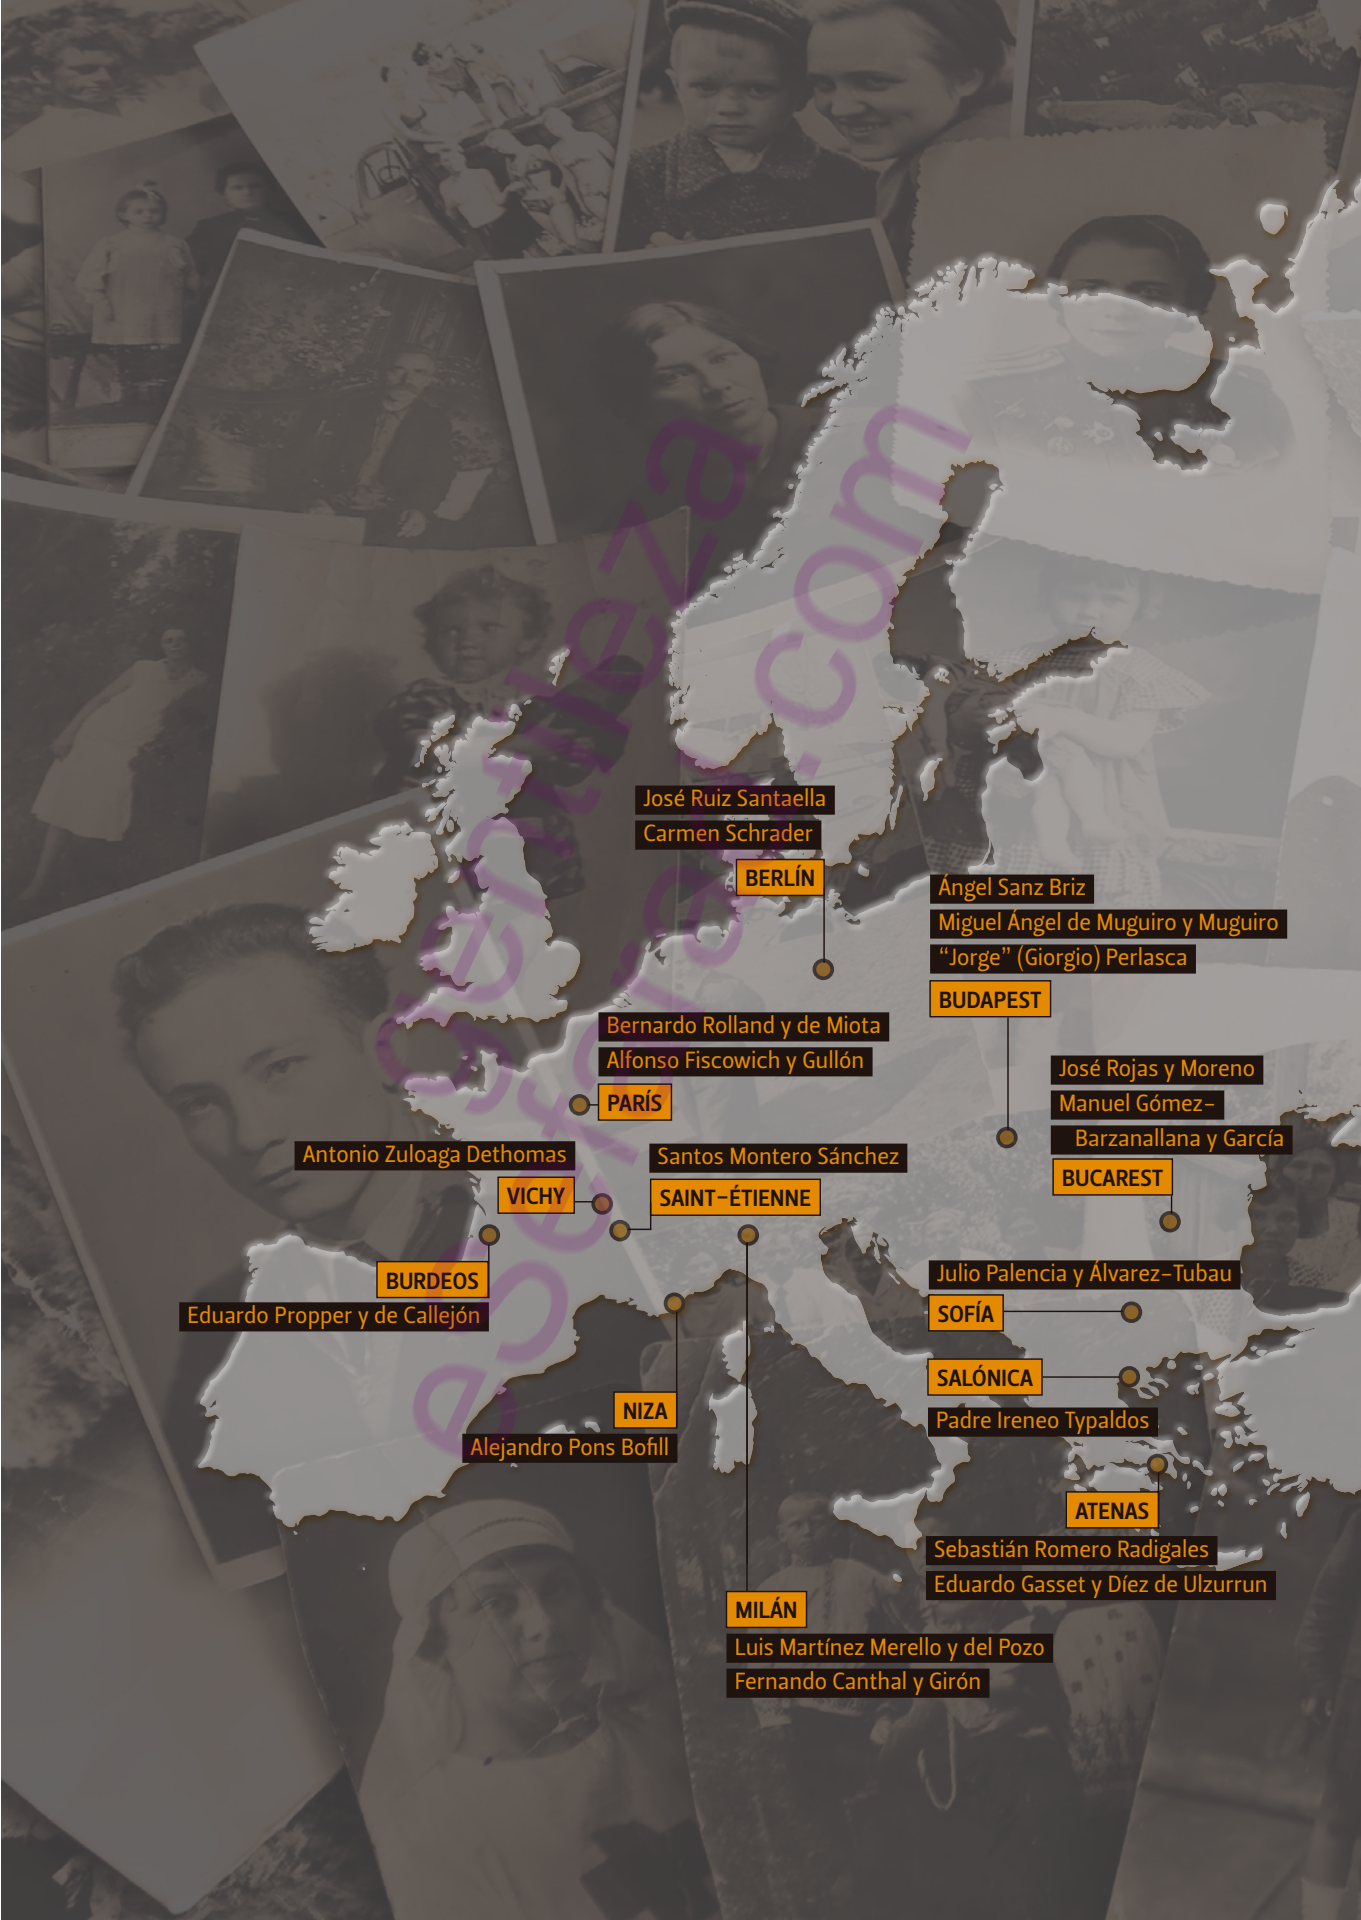 José Ruiz Santaella
Carmen Schrader
BERLÍN
Ángel Sanz Briz
Miguel Ángel de Muguiro y Muguiro
“Jorge” (Giorgio) Perlasca
BUDAPEST
Bernardo Rolland y de Miota
Alfonso Fiscowich y Gullón
PARÍS
José Rojas y Moreno
Manuel Gómez-
Barzanallana y García
BUCAREST
Antonio Zuloaga Dethomas
VICHY
Santos Montero Sánchez
SAINT-ÉTIENNE
BURDEOS
Eduardo Propper y de Callejón
Julio Palencia y Álvarez-Tubau
SOFÍA
SALÓNICA
Padre Ireneo Typaldos
NIZA
Alejandro Pons Bofill
ATENAS
Sebastián Romero Radigales
Eduardo Gasset y Díez de Ulzurrun
MILÁN
Luis Martínez Merello y del Pozo
Fernando Canthal y Girón
gentileza
esefarad.com